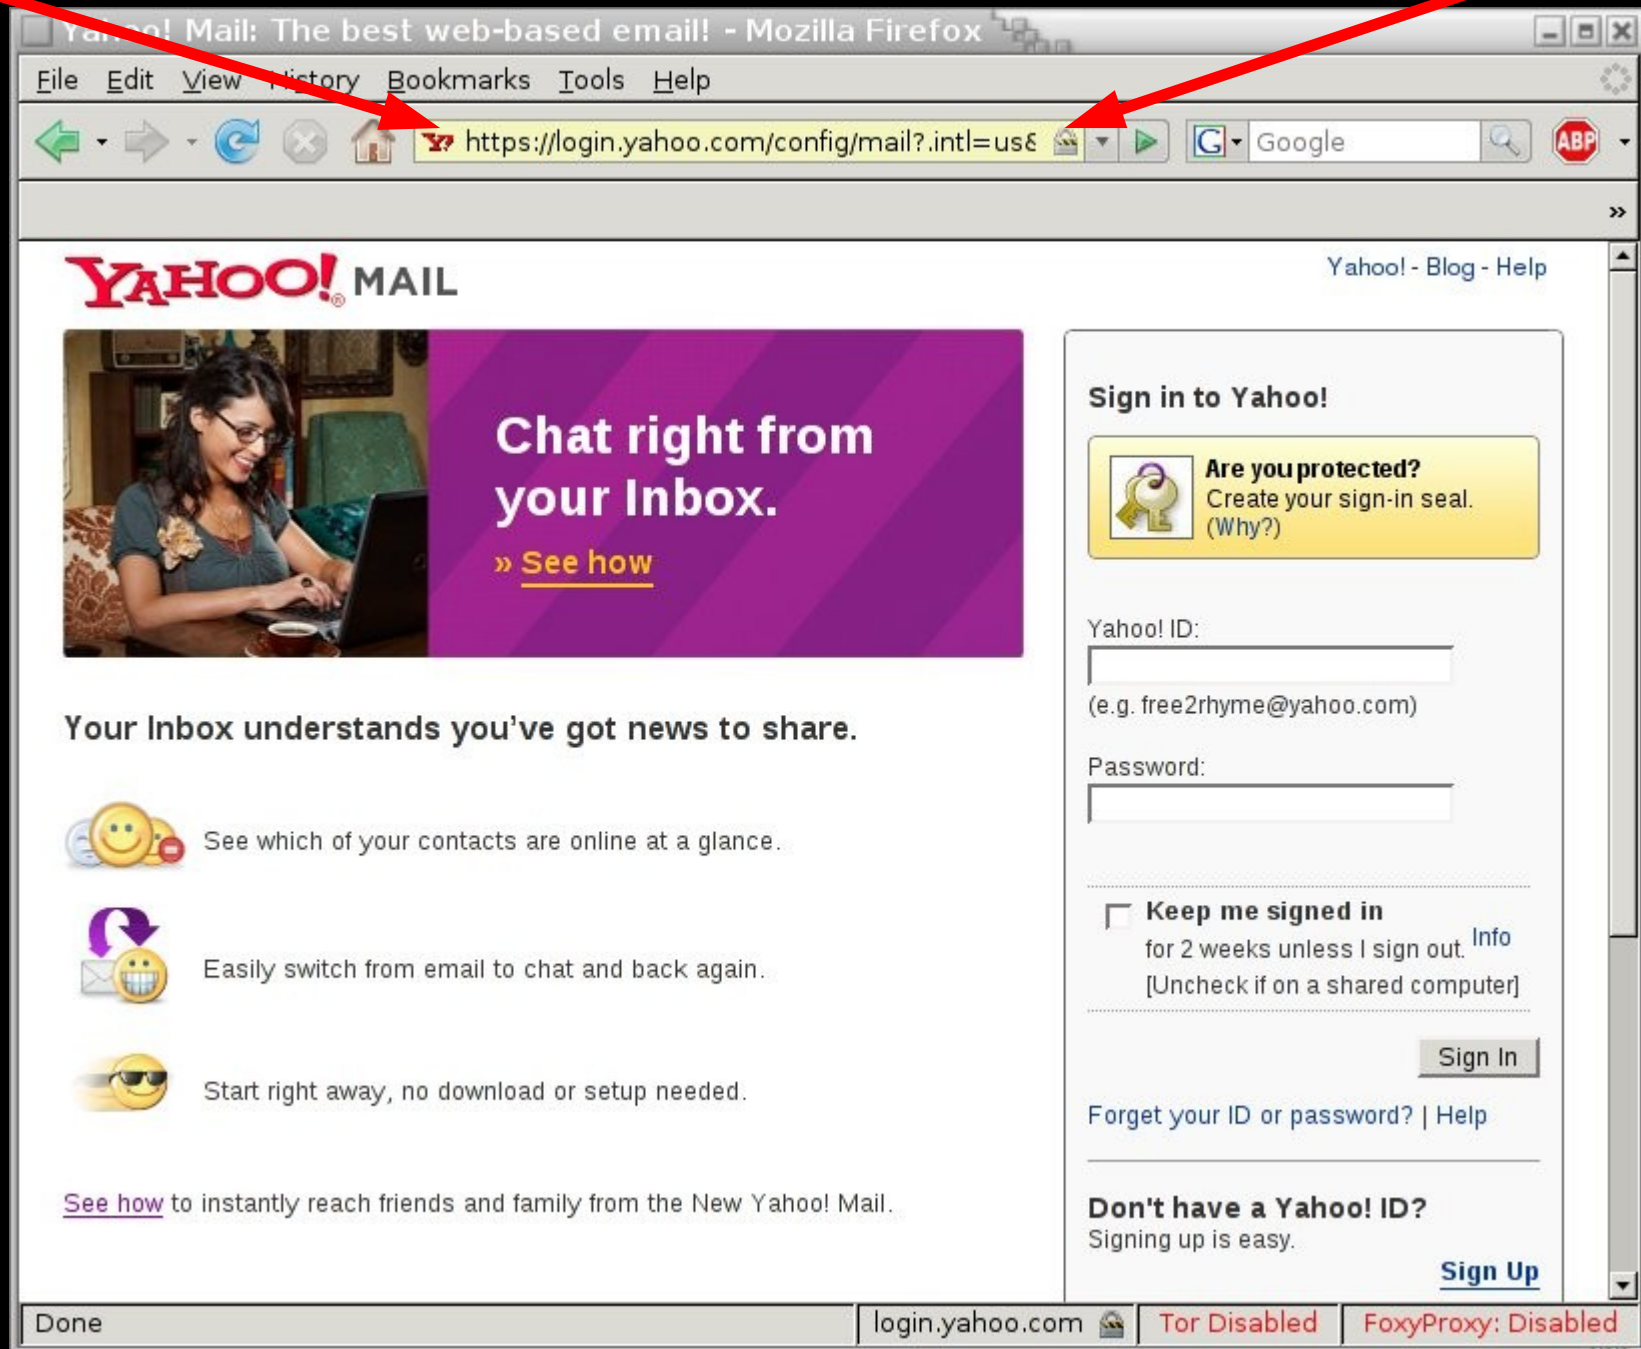 Yahoo! Mail: The best web-based email! - Mozilla Firefox
File Edit View History Bookmarks Tools Help
https://login.yahoo.com/config/mail?.intl=us& G Google ABP
»
YAHOO!® MAIL
Yahoo! - Blog - Help
Chat right from
your Inbox.
» See how
Your Inbox understands you've got news to share.
See which of your contacts are online at a glance.
Easily switch from email to chat and back again.
Start right away, no download or setup needed.
See how to instantly reach friends and family from the New Yahoo! Mail.
Sign in to Yahoo!
Are you protected?
Create your sign-in seal.
(Why?)
Yahoo! ID:
(e.g. free2rhyme@yahoo.com)
Password:
Keep me signed in
for 2 weeks unless I sign out. Info
[Uncheck if on a shared computer]
Sign In
Forget your ID or password? | Help
Don't have a Yahoo! ID?
Signing up is easy.
Sign Up
Done login.yahoo.com Tor Disabled FoxyProxy: Disabled